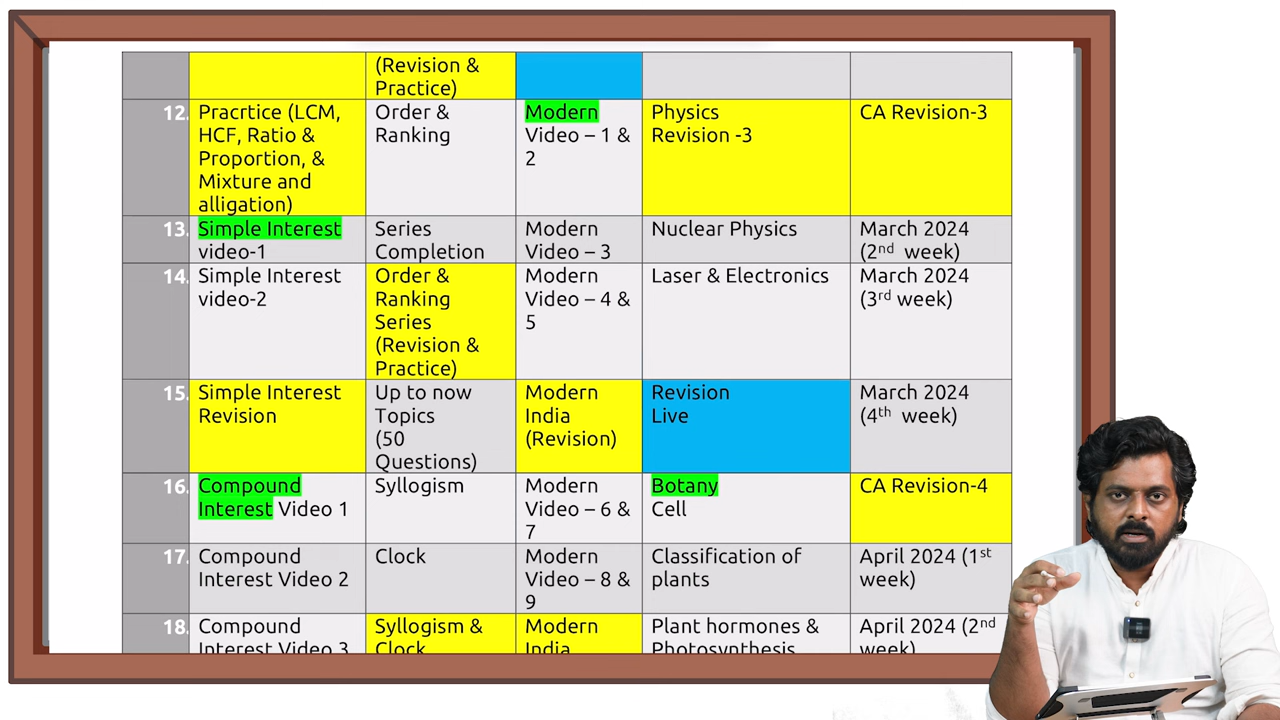 (Revision &
Practice)
12.
Pracrtice (LCM,
HCF, Ratio &
Proportion, &
Mixture and
alligation)
Order &
Ranking
Modern
Video – 1 &
2
Physics
Revision -3
CA Revision-3
13.
Simple Interest
video-1
Series
Completion
Modern
Video – 3
Nuclear Physics
March 2024
(2nd week)
14.
Simple Interest
video-2
Order &
Ranking
Series
(Revision &
Practice)
Modern
Video – 4 &
5
Laser & Electronics
March 2024
(3rd week)
15.
Simple Interest
Revision
Up to now
Topics
(50
Questions)
Modern
India
(Revision)
Revision
Live
March 2024
(4th week)
16.
Compound
Interest Video 1
Syllogism
Modern
Video – 6 &
7
Botany
Cell
CA Revision-4
17.
Compound
Interest Video 2
Clock
Modern
Video – 8 &
9
Classification of
plants
April 2024 (1st
week)
18.
Compound
Interest Video 3
Syllogism &
Clock
Modern
India
Plant hormones &
Photosynthesis
April 2024 (2nd
week)